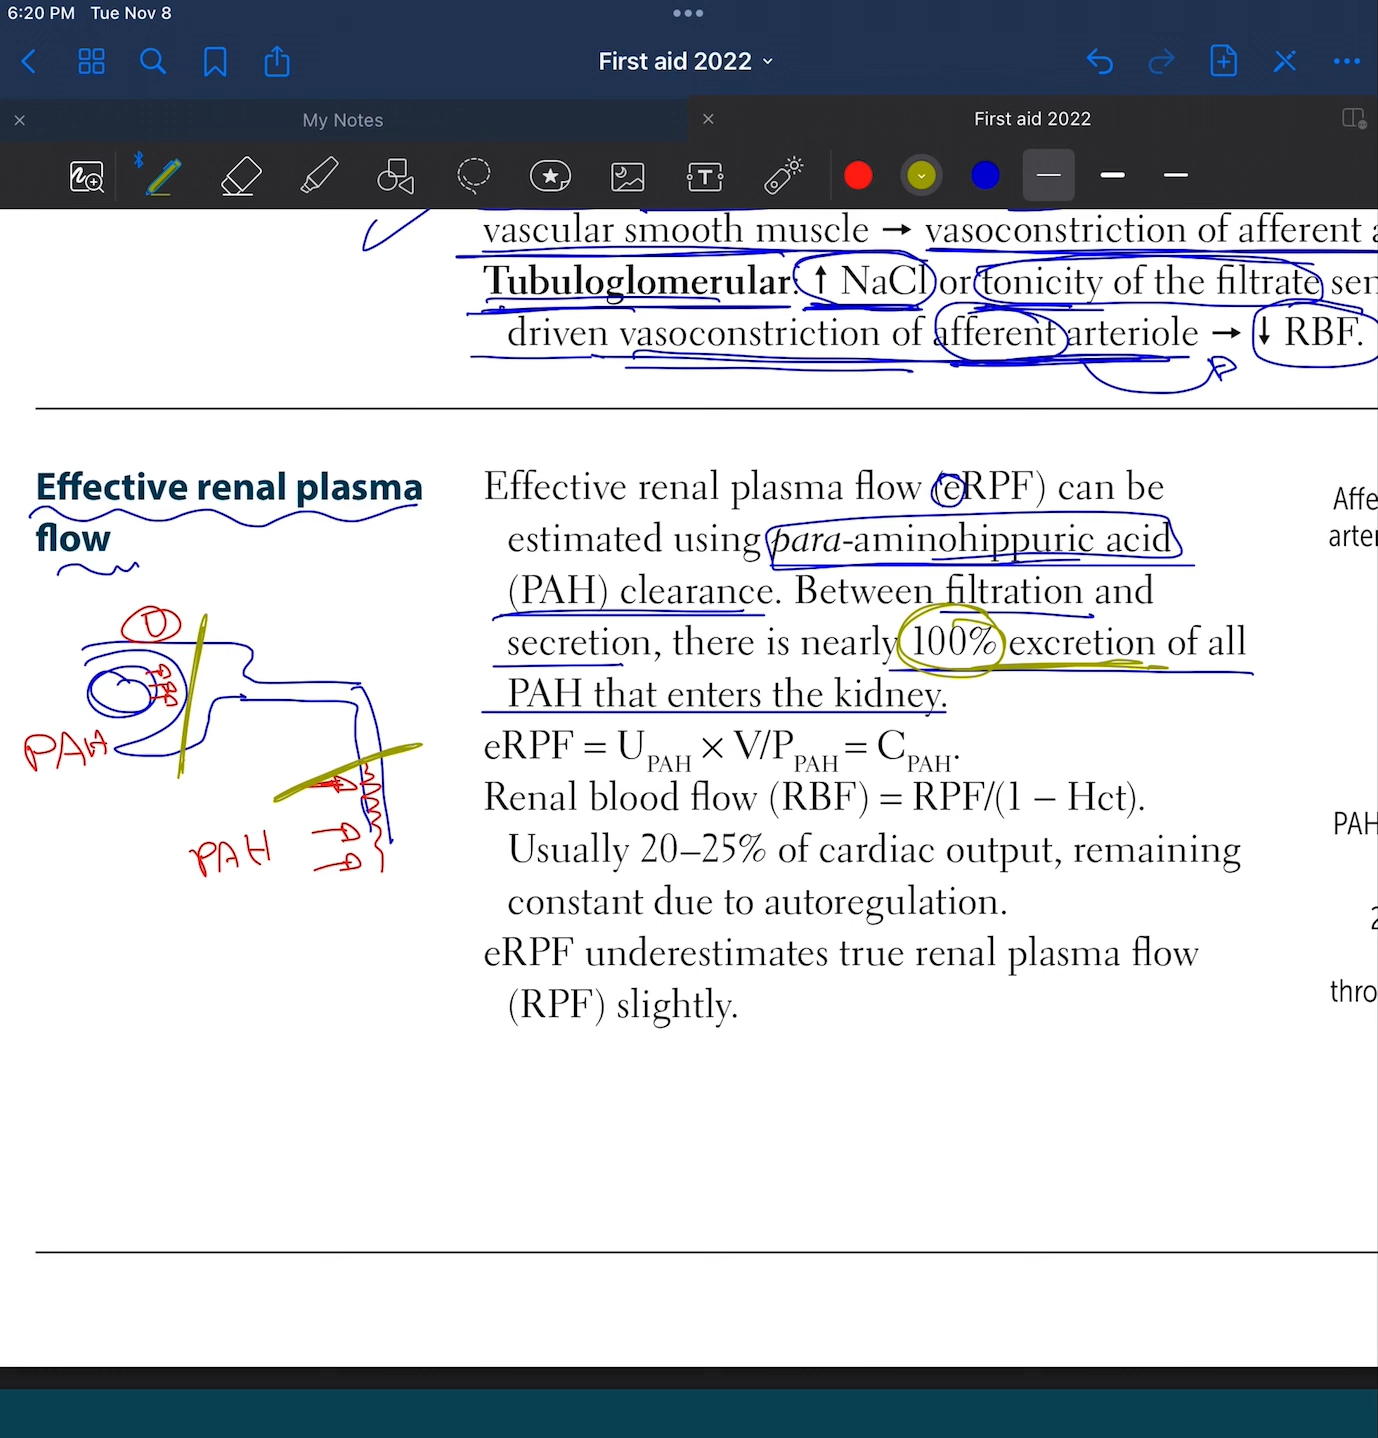 6:20 PM Tue Nov 8
First aid 2022
My Notes
First aid 2022
vascular smooth muscle → vasoconstriction of afferent
Tubuloglomerular: ↑ NaCl or tonicity of the filtrate sen
driven vasoconstriction of afferent arteriole → ↓ RBF.
Effective renal plasma
flow
Effective renal plasma flow (eRPF) can be
estimated using para-aminohippuric acid
(PAH) clearance. Between filtration and
secretion, there is nearly 100% excretion of all
PAH that enters the kidney.
eRPF = U_PAH × V/P_PAH = C_PAH.
Renal blood flow (RBF) = RPF/(1 – Hct).
Usually 20–25% of cardiac output, remaining
constant due to autoregulation.
eRPF underestimates true renal plasma flow
(RPF) slightly.
Affe
arter
PAH
2
thro
PAH
PAH